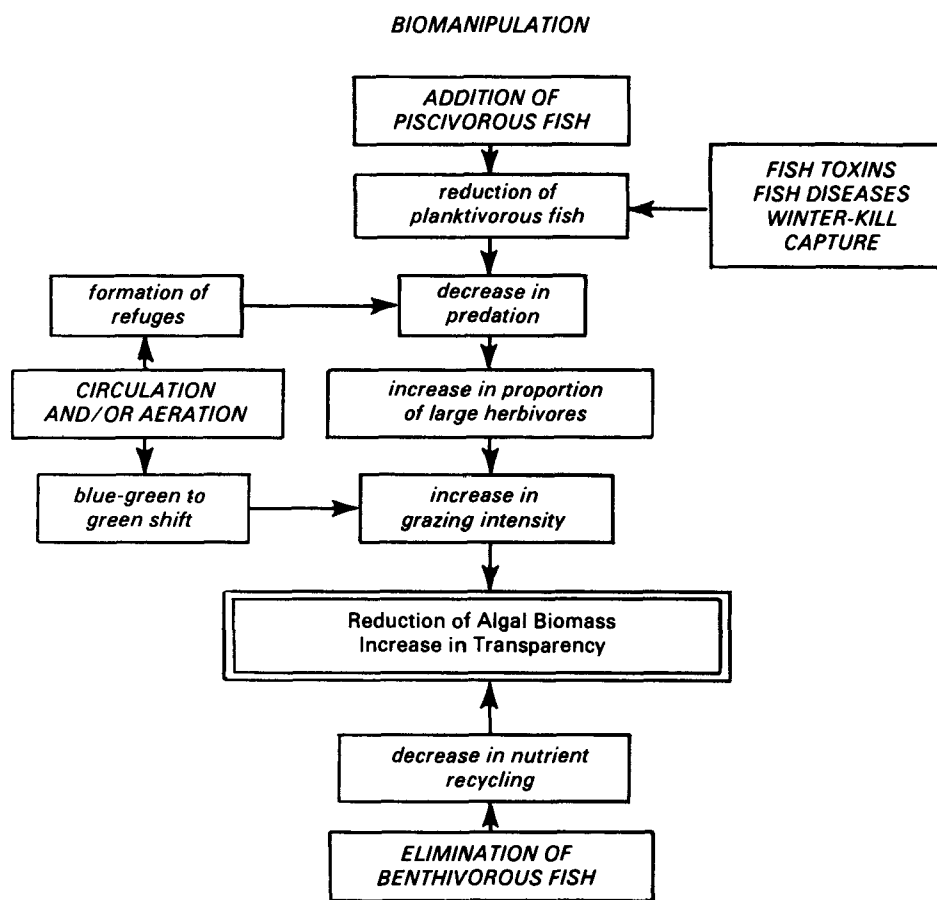 BIOMANIPULATION
ADDITION OF
PISCIVOROUS FISH
reduction of
planktivorous fish
FISH TOXINS
FISH DISEASES
WINTER-KILL
CAPTURE
formation of
refuges
decrease in
predation
CIRCULATION
AND/OR AERATION
increase in proportion
of large herbivores
blue-green to
green shift
increase in
grazing intensity
Reduction of Algal Biomass
Increase in Transparency
decrease in nutrient
recycling
ELIMINATION OF
BENTHIVOROUS FISH